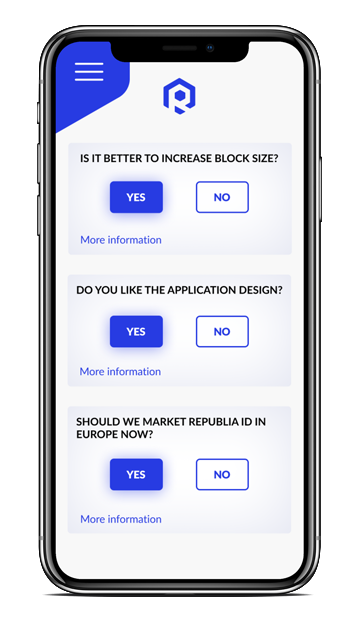 IS IT BETTER TO INCREASE BLOCK SIZE?
YES NO
More information
DO YOU LIKE THE APPLICATION DESIGN?
YES NO
More information
SHOULD WE MARKET REPUBLIA ID IN
EUROPE NOW?
YES NO
More information